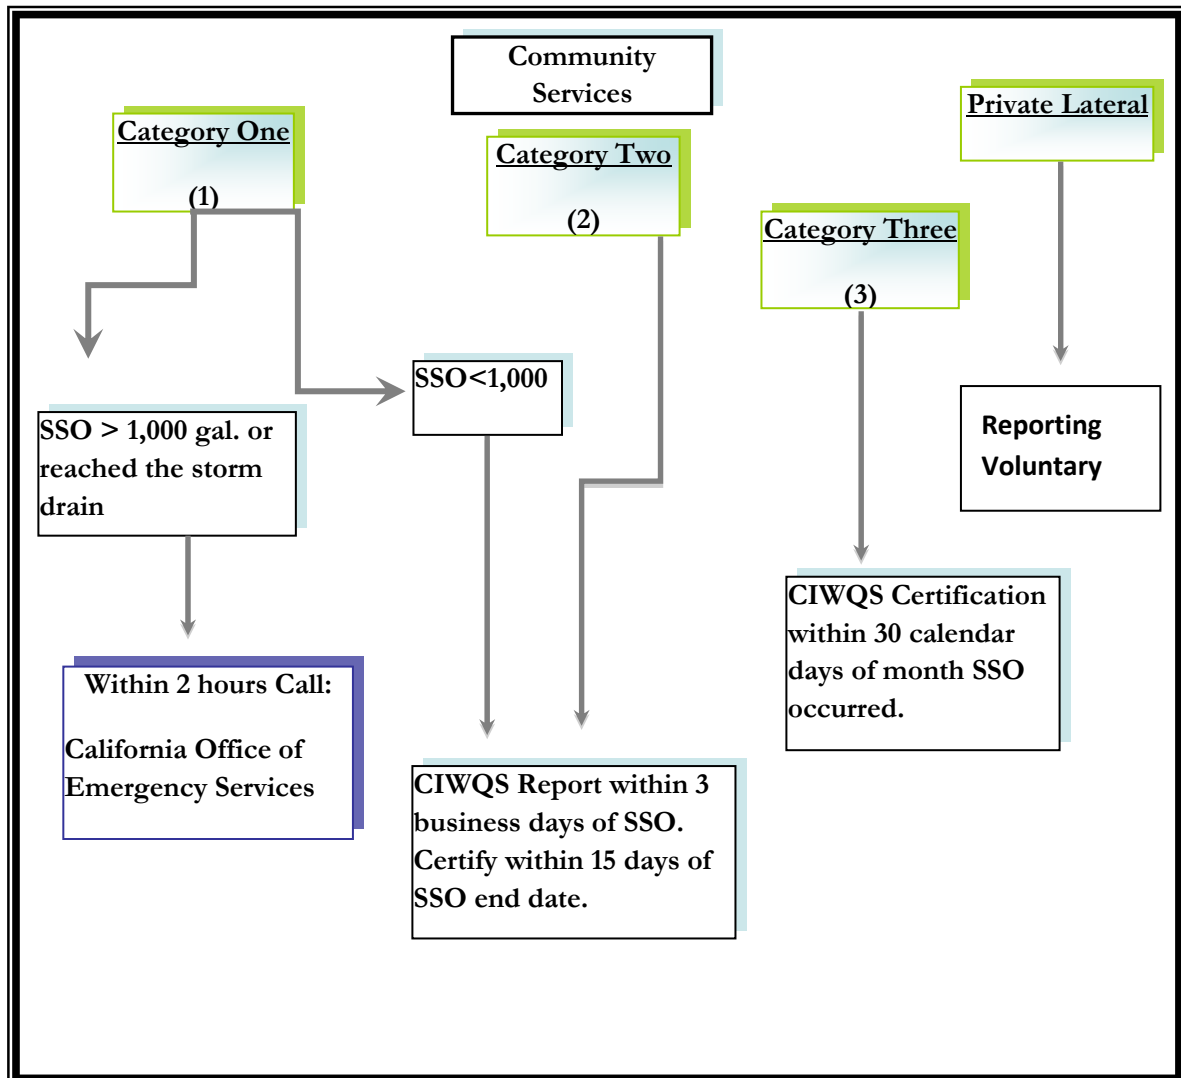 Community
Services
Private Lateral
Category One
(1)
Category Two
(2)
Category Three
(3)
SSO<1,000
SSO > 1,000 gal. or
reached the storm
drain
Reporting
Voluntary
CIWQS Certification
within 30 calendar
days of month SSO
occurred.
Within 2 hours Call:
California Office of
Emergency Services
CIWQS Report within 3
business days of SSO.
Certify within 15 days of
SSO end date.